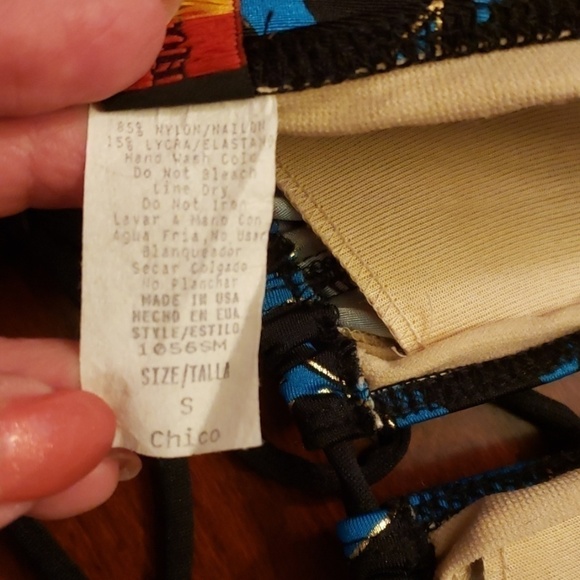 85% NYLON/NAILON
15% LYCRA/ELASTAN
Hand Wash Cold
Do Not Bleach
Line Dry
Do Not Iron
Lavar A Mano Con
Agua Fria,No Usar
Blanqueador
Secar Colgado
No Planchar
MADE IN USA
HECHO EN EUA
STYLE/ESTILO
1056SM
SIZE/TALLA
S
Chico